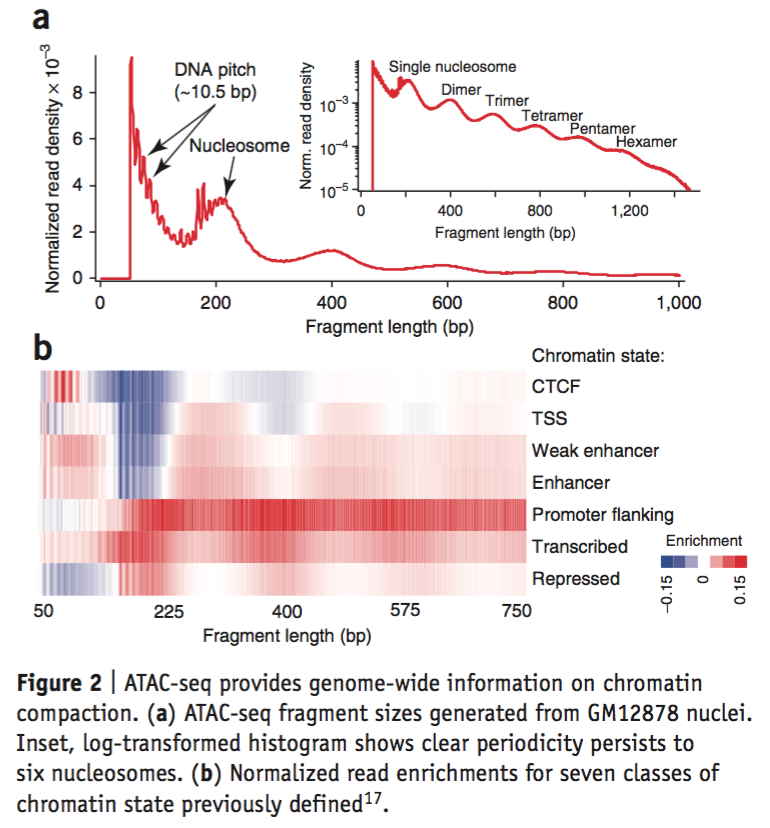 a
Normalized read density × 10⁻³
8
6
4
2
0
DNA pitch
(~10.5 bp)
Nucleosome
0 200 400 600 800 1,000
Fragment length (bp)
Norm. read density
10⁻³
10⁻⁴
10⁻⁵
Single nucleosome
Dimer
Trimer
Tetramer
Pentamer
Hexamer
0 400 800 1,200
Fragment length (bp)
b
Chromatin state:
CTCF
TSS
Weak enhancer
Enhancer
Promoter flanking
Transcribed
Repressed
Enrichment
−0.15 0 0.15
50 225 400 575 750
Fragment length (bp)
Figure 2 | ATAC-seq provides genome-wide information on chromatin
compaction. (a) ATAC-seq fragment sizes generated from GM12878 nuclei.
Inset, log-transformed histogram shows clear periodicity persists to
six nucleosomes. (b) Normalized read enrichments for seven classes of
chromatin state previously defined¹⁷.